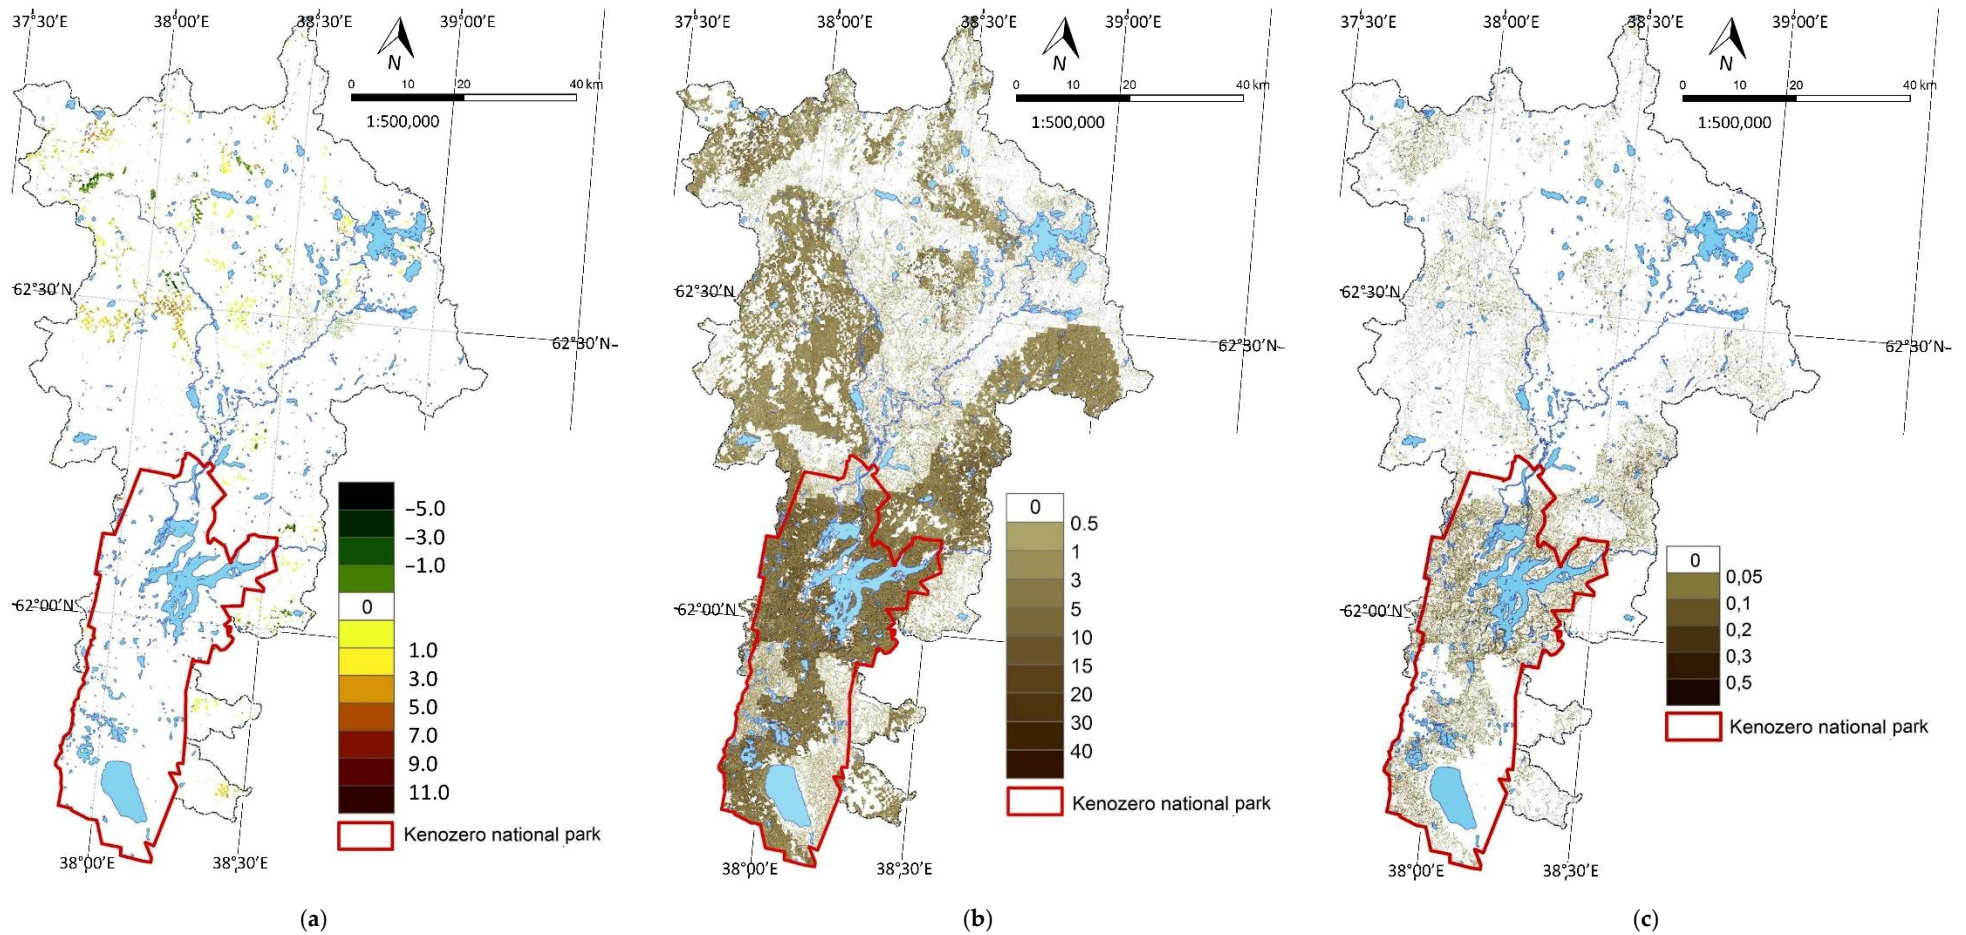 37°30′E 38°00′E 38°30′E 39°00′E
N
0 10 20 40 km
1:500,000
62°30′N
62°30′N
62°00′N
−5.0
−3.0
−1.0
0
1.0
3.0
5.0
7.0
9.0
11.0
Kenozero national park
38°00′E 38°30′E
(a)
37°30′E 38°00′E 38°30′E 39°00′E
N
0 10 20 40 km
1:500,000
62°30′N
62°30′N
62°00′N
0
0.5
1
3
5
10
15
20
30
40
Kenozero national park
38°00′E 38°30′E
(b)
37°30′E 38°00′E 38°30′E 39°00′E
N
0 10 20 40 km
1:500,000
62°30′N
62°30′N
62°00′N
0
0,05
0,1
0,2
0,3
0,5
Kenozero national park
38°00′E 38°30′E
(c)